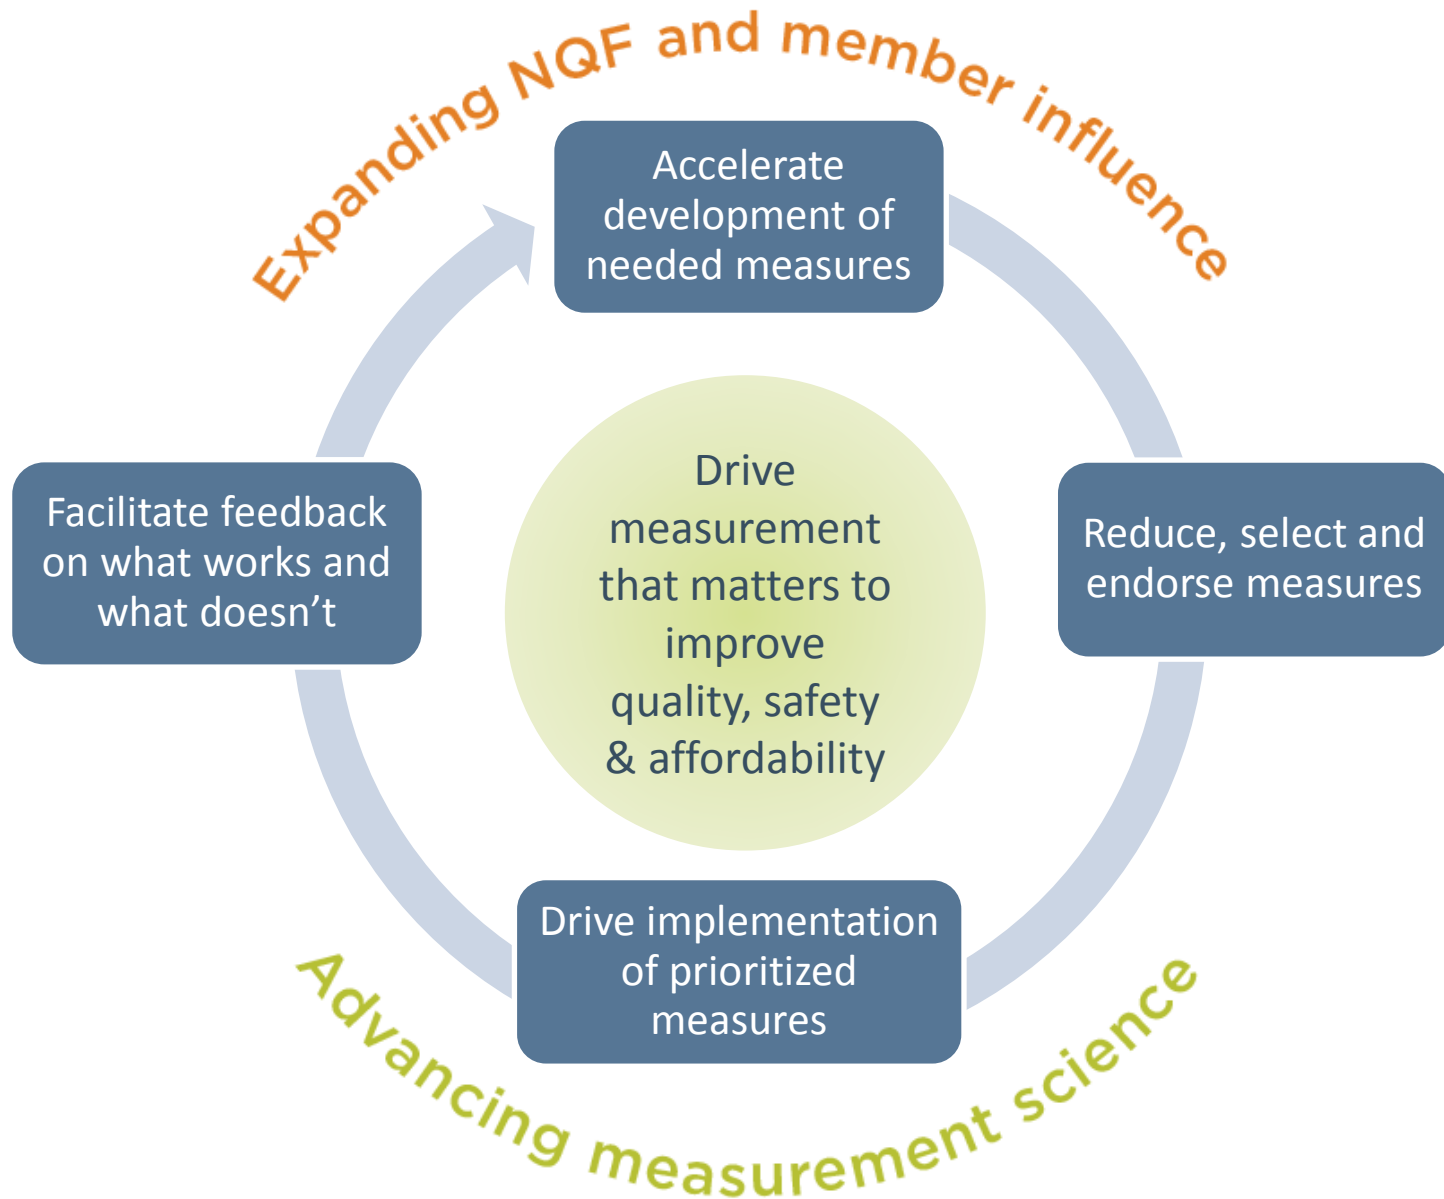 Expanding NQF and member influence
Accelerate
development of
needed measures
Facilitate feedback
on what works and
what doesn’t
Drive
measurement
that matters to
improve
quality, safety
& affordability
Reduce, select and
endorse measures
Drive implementation
of prioritized
measures
Advancing measurement science